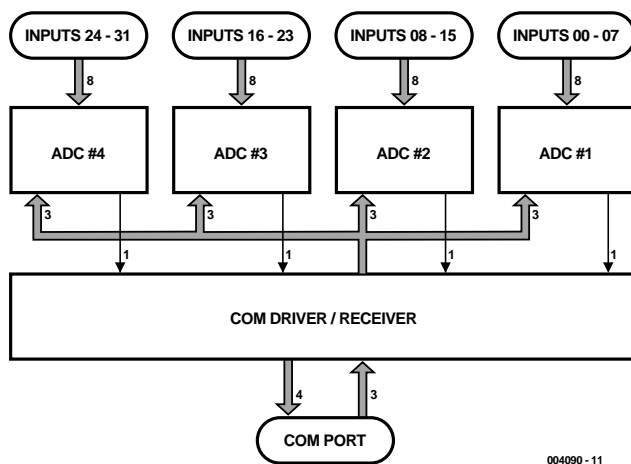 INPUTS 24 - 31 INPUTS 16 - 23 INPUTS 08 - 15 INPUTS 00 - 07
8 8 8 8
ADC #4 ADC #3 ADC #2 ADC #1
3 3 3 3
1 1 1 1
COM DRIVER / RECEIVER
4 3
COM PORT
004090 - 11